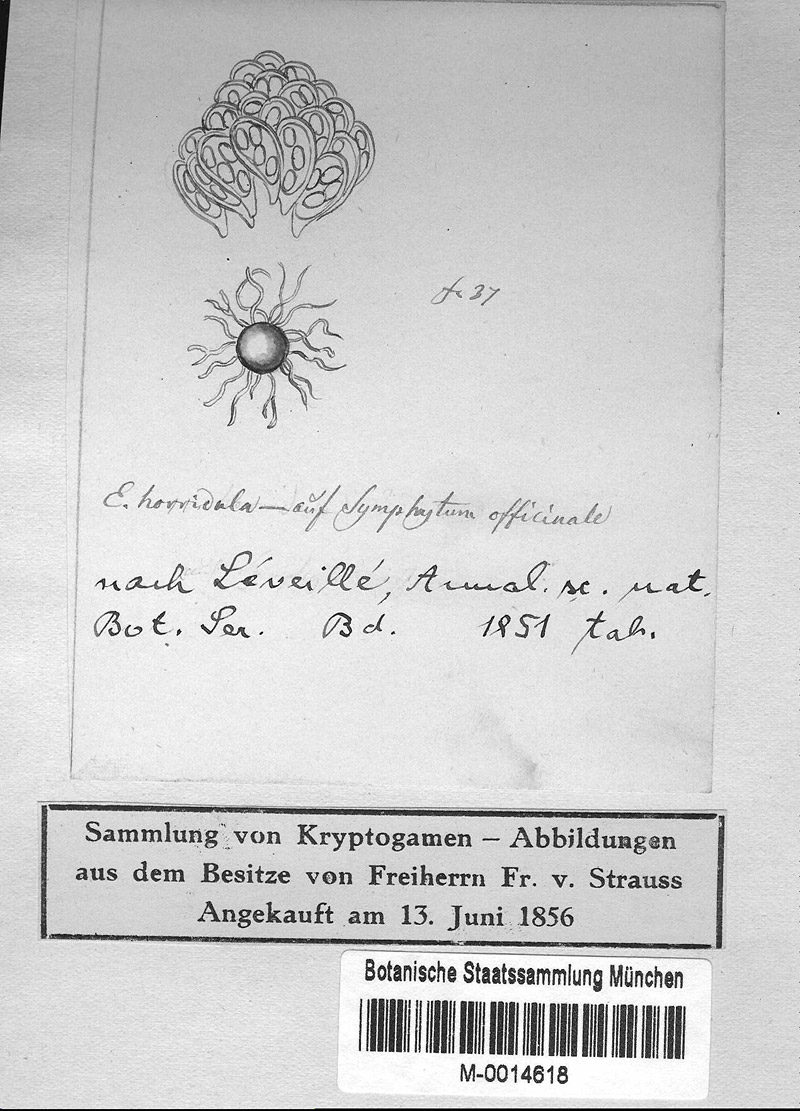 f. 37
E. horridula — auf Symphytum officinale
nach Léveillé, Annal. sc. nat.
Bot. Ser. Bd. 1851 tab.
Sammlung von Kryptogamen – Abbildungen
aus dem Besitze von Freiherrn Fr. v. Strauss
Angekauft am 13. Juni 1856
Botanische Staatssammlung München
M-0014618